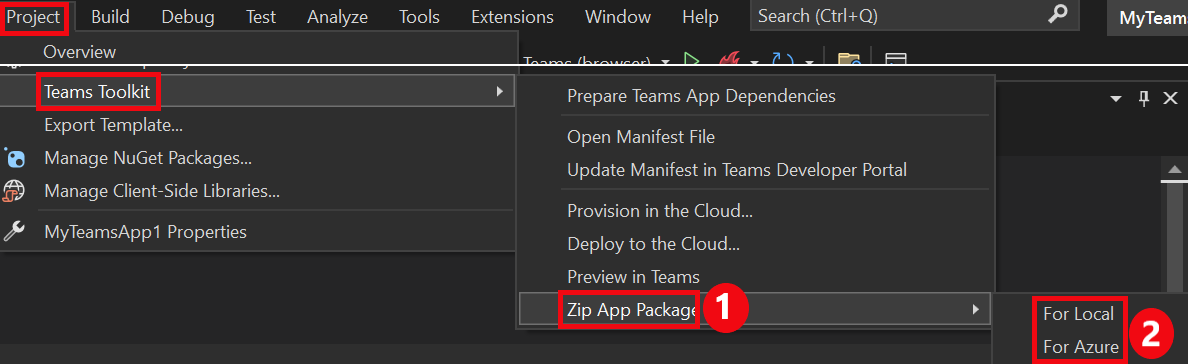 Project Build Debug Test Analyze Tools Extensions Window Help Search (Ctrl+Q) MyTeams
Overview
Teams (browser)
Teams Toolkit
Export Template...
Manage NuGet Packages...
Manage Client-Side Libraries...
MyTeamsApp1 Properties
Prepare Teams App Dependencies
Open Manifest File
Update Manifest in Teams Developer Portal
Provision in the Cloud...
Deploy to the Cloud...
Preview in Teams
Zip App Package 1
For Local
For Azure
2